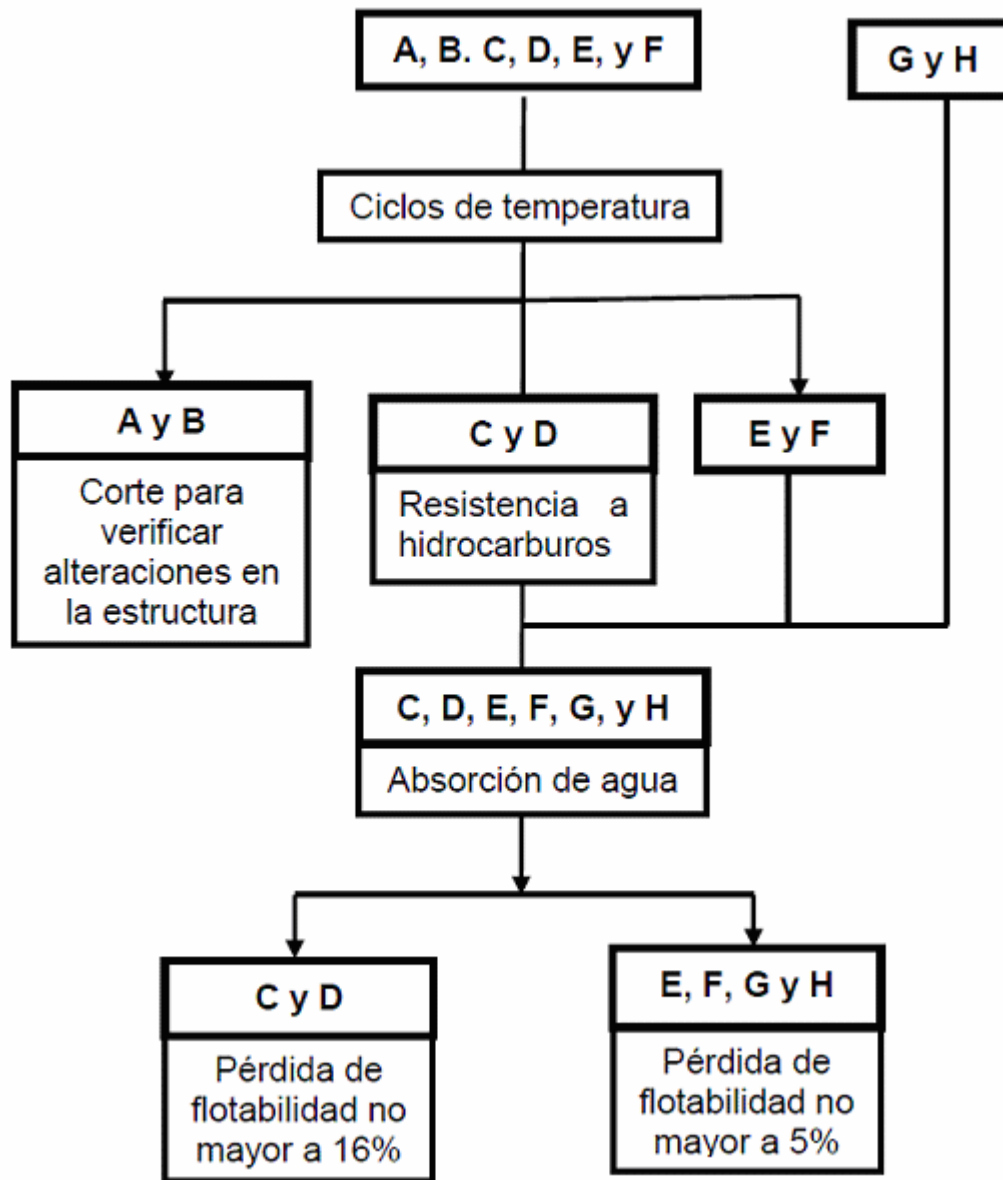 A, B. C, D, E, y F
G y H
Ciclos de temperatura
A y B
Corte para
verificar
alteraciones en
la estructura
C y D
Resistencia a
hidrocarburos
E y F
C, D, E, F, G, y H
Absorción de agua
C y D
Pérdida de
flotabilidad no
mayor a 16%
E, F, G y H
Pérdida de
flotabilidad no
mayor a 5%